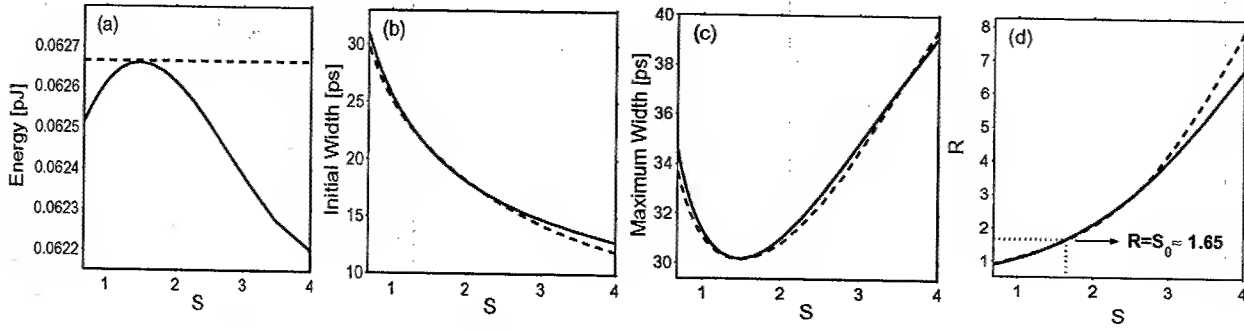 (a)
Energy [pJ]
0.0627
0.0626
0.0625
0.0624
0.0623
0.0622
1 2 3 4
S
(b)
Initial Width [ps]
30
25
20
15
10
1 2 3 4
S
(c)
Maximum Width [ps]
40
38
36
34
32
30
1 2 3 4
S
(d)
R
8
7
6
5
4
3
2
1
R=S₀≈ 1.65
1 2 3 4
S